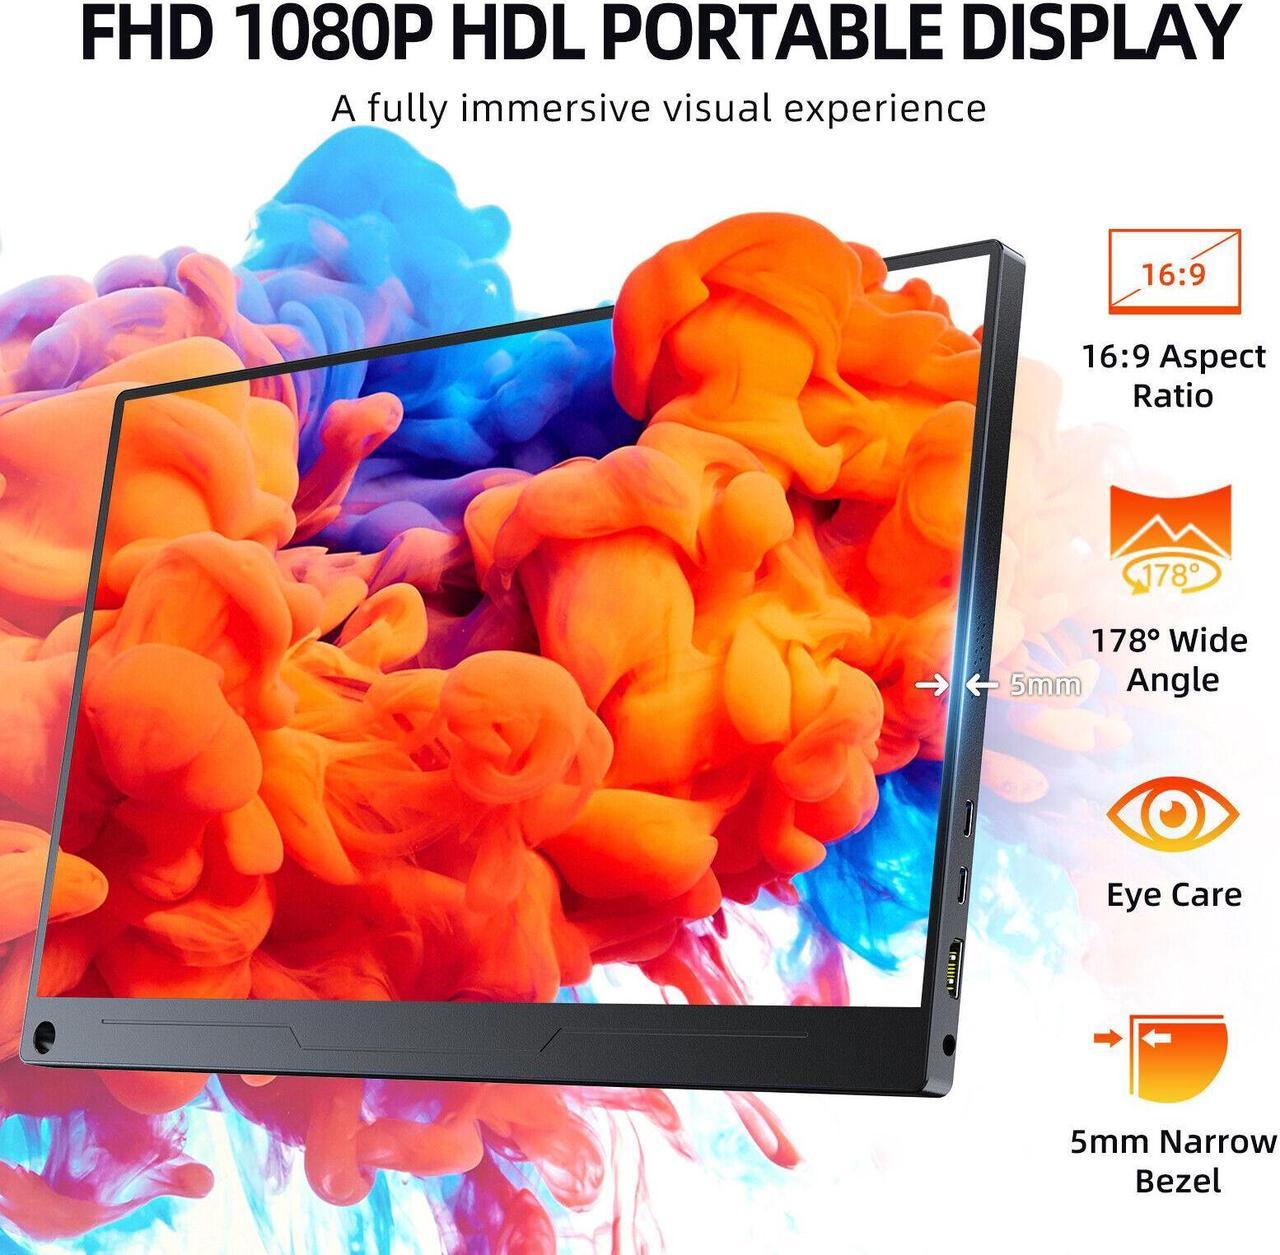 FHD 1080P HDL PORTABLE DISPLAY
A fully immersive visual experience
16:9
16:9 Aspect
Ratio
178°
178° Wide
Angle
5mm
Eye Care
5mm Narrow
Bezel